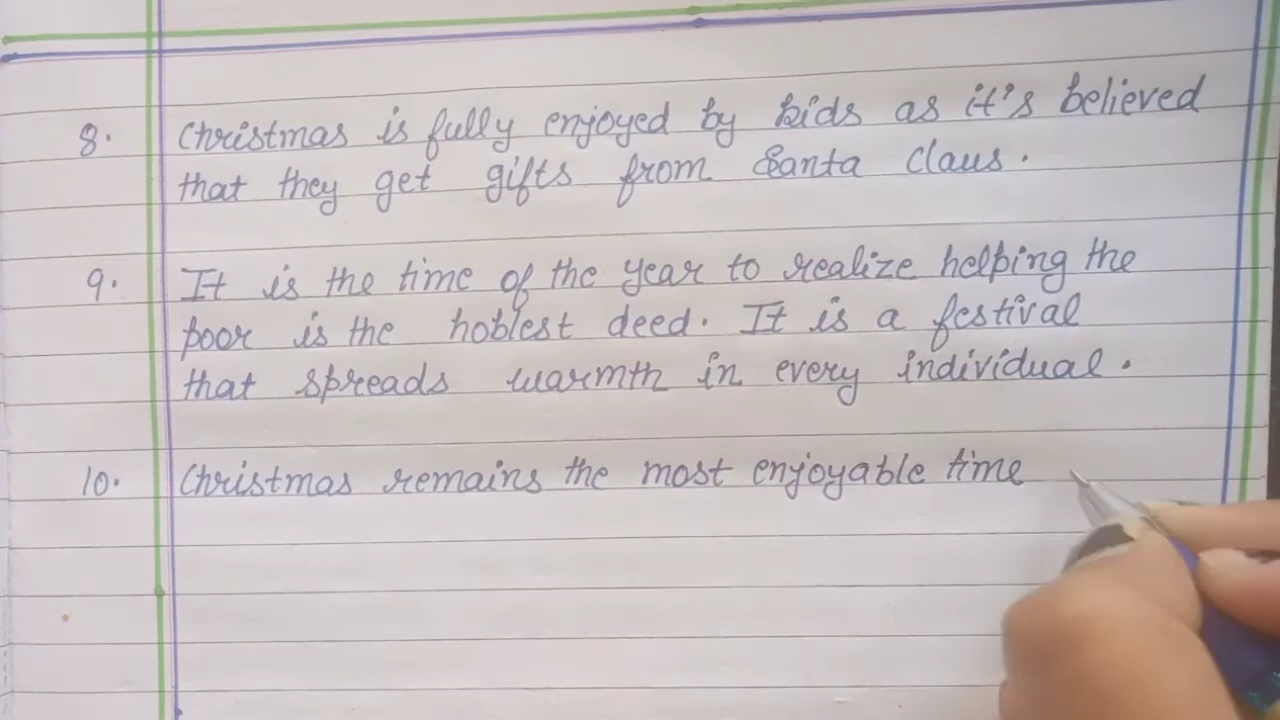 8. Christmas is fully enjoyed by kids as it's believed
that they get gifts from Santa Claus.
9. It is the time of the year to realize helping the
poor is the noblest deed. It is a festival
that spreads warmth in every individual.
10. Christmas remains the most enjoyable time